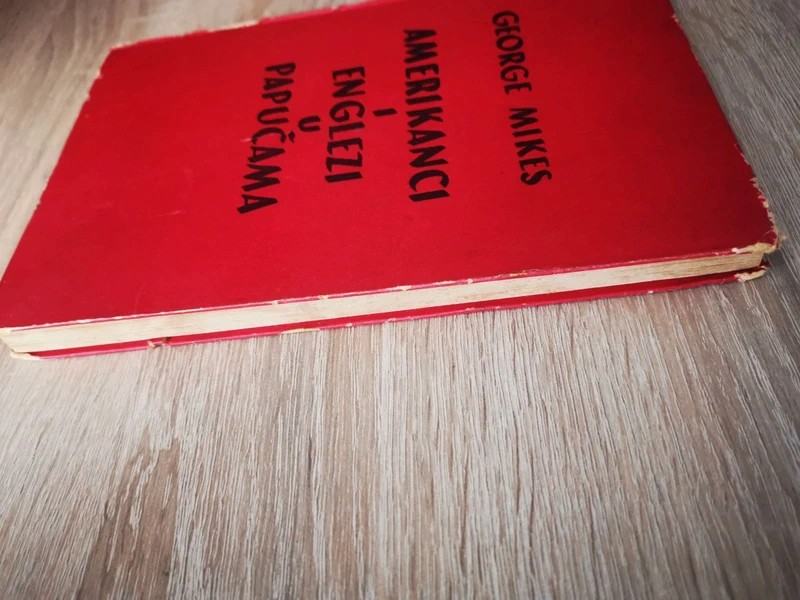 GEORGE MIKES
AMERIKANCI
I
ENGLEZI
U
PAPUČAMA